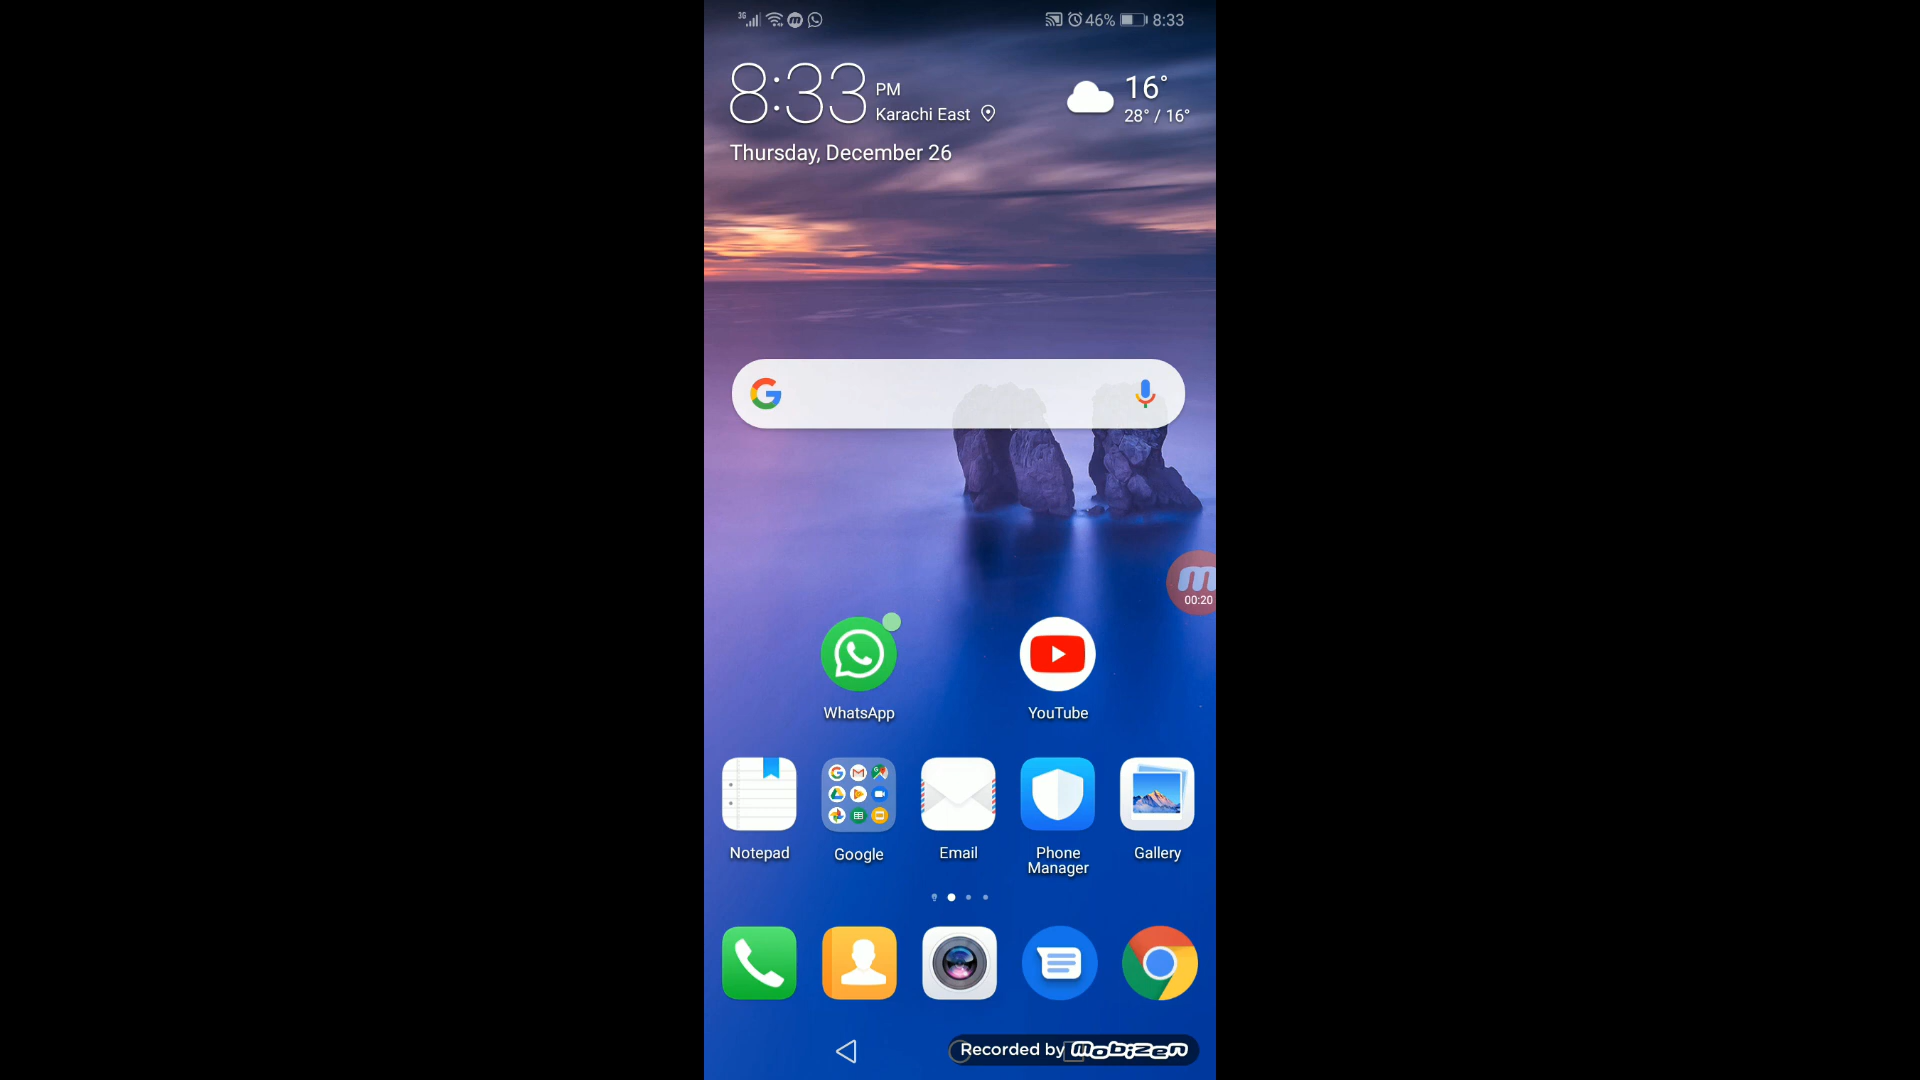 3G 46% 8:33
8:33 PM
Karachi East
16°
28° / 16°
Thursday, December 26
00:20
WhatsApp
YouTube
Notepad
Google
Email
Phone
Manager
Gallery
Recorded by mobizen